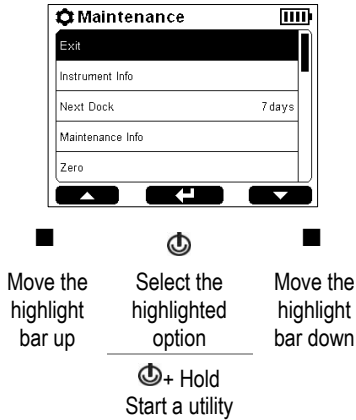 Maintenance
Exit
Instrument Info
Next Dock 7 days
Maintenance Info
Zero
Move the
highlight
bar up
Select the
highlighted
option
Move the
highlight
bar down
+ Hold
Start a utility